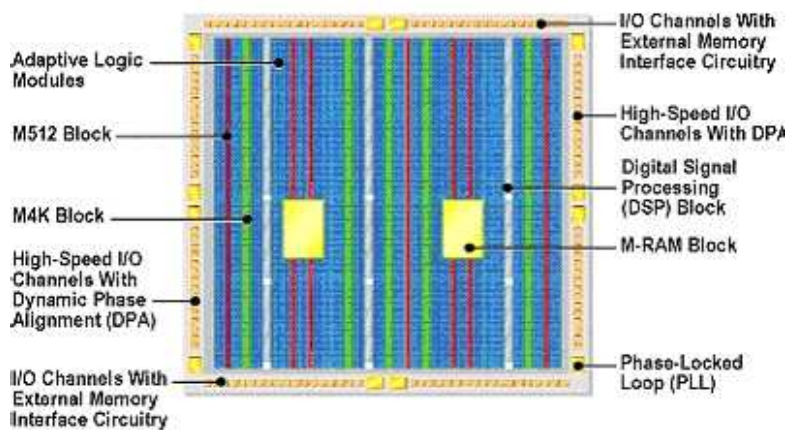 Adaptive Logic
Modules
M512 Block
M4K Block
High-Speed I/O
Channels With
Dynamic Phase
Alignment (DPA)
I/O Channels With
External Memory
Interface Circuitry
I/O Channels With
External Memory
Interface Circuitry
High-Speed I/O
Channels With DPA
Digital Signal
Processing
(DSP) Block
M-RAM Block
Phase-Locked
Loop (PLL)